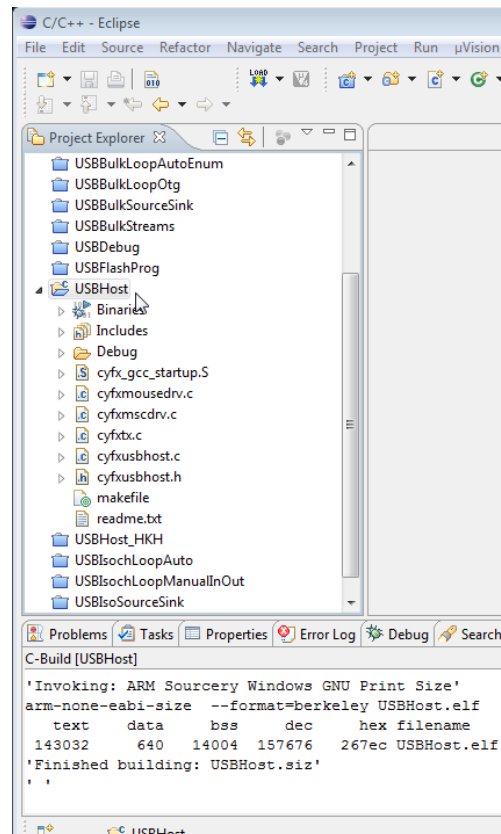 C/C++ - Eclipse
File Edit Source Refactor Navigate Search Project Run µVision
Project Explorer
USBBulkLoopAutoEnum
USBBulkLoopOtg
USBBulkSourceSink
USBBulkStreams
USBDebug
USBFlashProg
USBHost
Binaries
Includes
Debug
cyfx_gcc_startup.S
cyfxmousedrv.c
cyfxmscdrv.c
cyfxtx.c
cyfxusbhost.c
cyfxusbhost.h
makefile
readme.txt
USBHost_HKH
USBIsochLoopAuto
USBIsochLoopManualInOut
USBIsoSourceSink
Problems Tasks Properties Error Log Debug Search
C-Build [USBHost]
'Invoking: ARM Sourcery Windows GNU Print Size'
arm-none-eabi-size --format=berkeley USBHost.elf
text data bss dec hex filename
143032 640 14004 157676 267ec USBHost.elf
'Finished building: USBHost.siz'
' '
USBHost